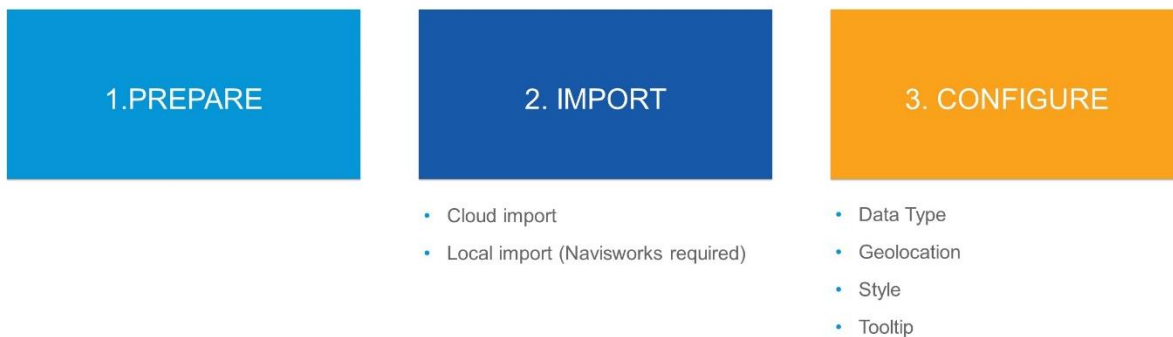 1.PREPARE
2. IMPORT
• Cloud import
• Local import (Navisworks required)
3. CONFIGURE
• Data Type
• Geolocation
• Style
• Tooltip